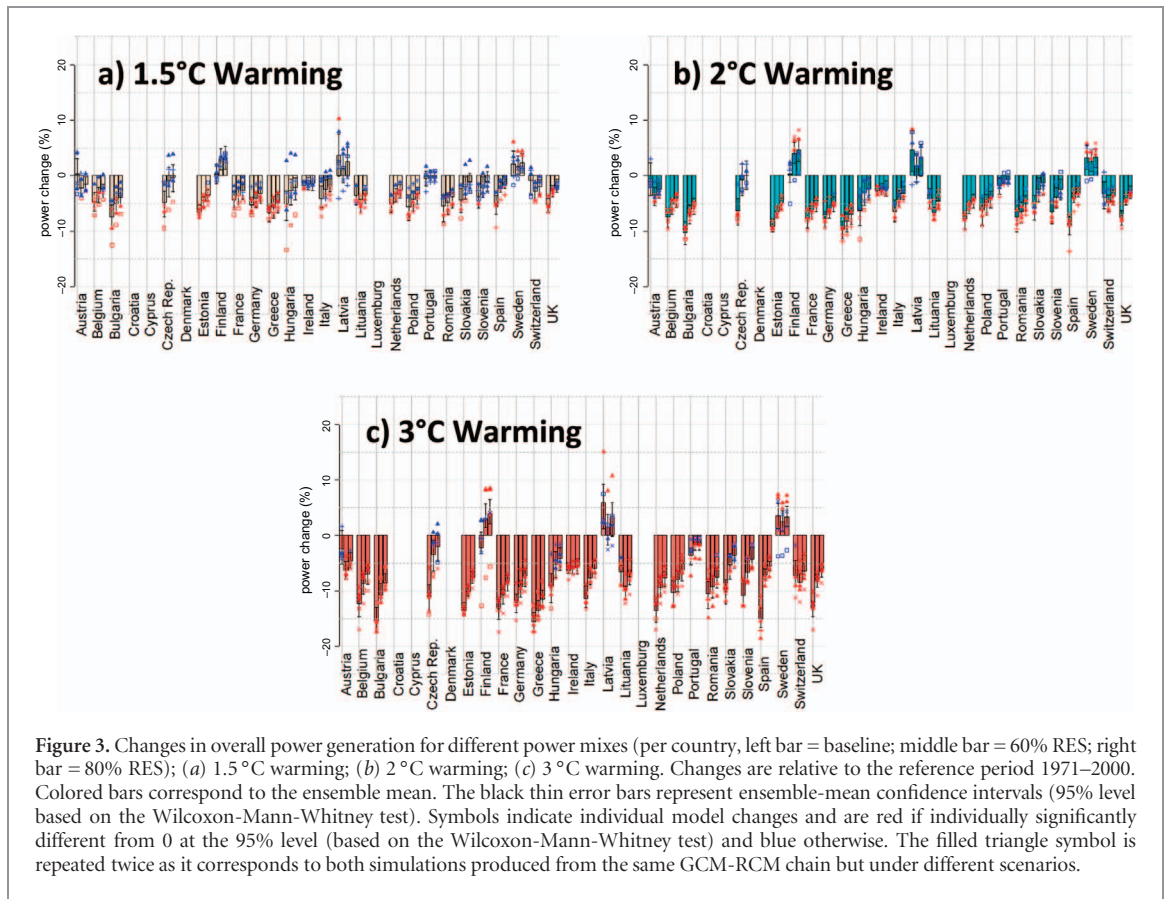 a) 1.5°C Warming
power change (%)
20
10
0
−10
−20
Austria
Belgium
Bulgaria
Croatia
Cyprus
Czech Rep.
Denmark
Estonia
Finland
France
Germany
Greece
Hungaria
Ireland
Italy
Latvia
Lituania
Luxemburg
Netherlands
Poland
Portugal
Romania
Slovakia
Slovenia
Spain
Sweden
Switzerland
UK
b) 2°C Warming
power change (%)
20
10
0
−10
−20
Austria
Belgium
Bulgaria
Croatia
Cyprus
Czech Rep.
Denmark
Estonia
Finland
France
Germany
Greece
Hungaria
Ireland
Italy
Latvia
Lituania
Luxemburg
Netherlands
Poland
Portugal
Romania
Slovakia
Slovenia
Spain
Sweden
Switzerland
UK
c) 3°C Warming
power change (%)
20
10
0
−10
−20
Austria
Belgium
Bulgaria
Croatia
Cyprus
Czech Rep.
Denmark
Estonia
Finland
France
Germany
Greece
Hungaria
Ireland
Italy
Latvia
Lituania
Luxemburg
Netherlands
Poland
Portugal
Romania
Slovakia
Slovenia
Spain
Sweden
Switzerland
UK
Figure 3. Changes in overall power generation for different power mixes (per country, left bar = baseline; middle bar = 60% RES; right
bar = 80% RES); (a) 1.5 °C warming; (b) 2 °C warming; (c) 3 °C warming. Changes are relative to the reference period 1971–2000.
Colored bars correspond to the ensemble mean. The black thin error bars represent ensemble-mean confidence intervals (95% level
based on the Wilcoxon-Mann-Whitney test). Symbols indicate individual model changes and are red if individually significantly
different from 0 at the 95% level (based on the Wilcoxon-Mann-Whitney test) and blue otherwise. The filled triangle symbol is
repeated twice as it corresponds to both simulations produced from the same GCM-RCM chain but under different scenarios.